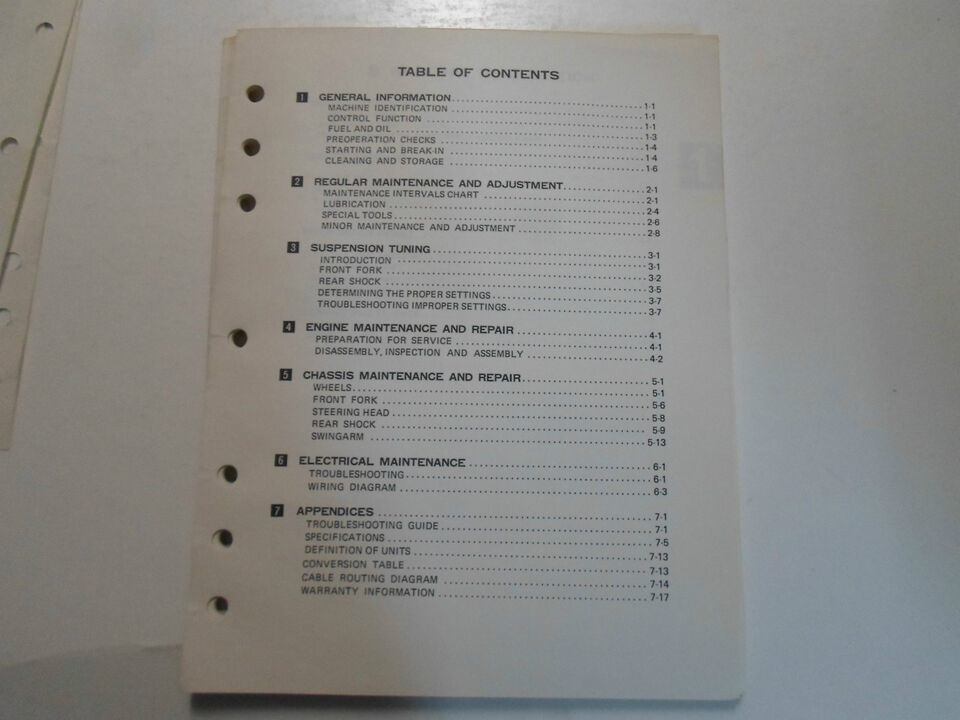 TABLE OF CONTENTS
1 GENERAL INFORMATION 1-1
MACHINE IDENTIFICATION 1-1
CONTROL FUNCTION 1-1
FUEL AND OIL 1-3
PREOPERATION CHECKS 1-4
STARTING AND BREAK-IN 1-4
CLEANING AND STORAGE 1-6
2 REGULAR MAINTENANCE AND ADJUSTMENT 2-1
MAINTENANCE INTERVALS CHART 2-1
LUBRICATION 2-4
SPECIAL TOOLS 2-6
MINOR MAINTENANCE AND ADJUSTMENT 2-8
3 SUSPENSION TUNING 3-1
INTRODUCTION 3-1
FRONT FORK 3-2
REAR SHOCK 3-5
DETERMINING THE PROPER SETTINGS 3-7
TROUBLESHOOTING IMPROPER SETTINGS 3-7
4 ENGINE MAINTENANCE AND REPAIR 4-1
PREPARATION FOR SERVICE 4-1
DISASSEMBLY, INSPECTION AND ASSEMBLY 4-2
5 CHASSIS MAINTENANCE AND REPAIR 5-1
WHEELS 5-1
FRONT FORK 5-6
STEERING HEAD 5-8
REAR SHOCK 5-9
SWINGARM 5-13
6 ELECTRICAL MAINTENANCE 6-1
TROUBLESHOOTING 6-1
WIRING DIAGRAM 6-3
7 APPENDICES 7-1
TROUBLESHOOTING GUIDE 7-1
SPECIFICATIONS 7-5
DEFINITION OF UNITS 7-13
CONVERSION TABLE 7-13
CABLE ROUTING DIAGRAM 7-14
WARRANTY INFORMATION 7-17